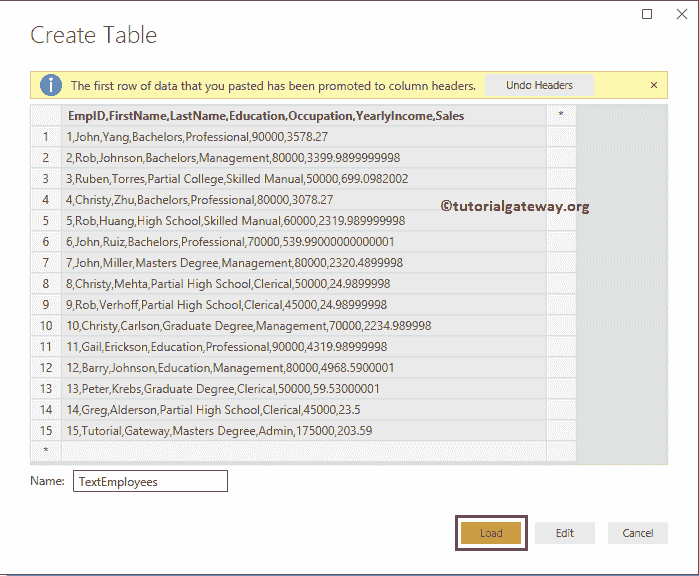 Create Table
The first row of data that you pasted has been promoted to column headers. Undo Headers
EmpID,FirstName,LastName,Education,Occupation,YearlyIncome,Sales *
1 1,John,Yang,Bachelors,Professional,90000,3578.27
2 2,Rob,Johnson,Bachelors,Management,80000,3399.9899999998
3 3,Ruben,Torres,Partial College,Skilled Manual,50000,699.0982002
4 4,Christy,Zhu,Bachelors,Professional,80000,3078.27
©tutorialgateway.org
5 5,Rob,Huang,High School,Skilled Manual,60000,2319.989999998
6 6,John,Ruiz,Bachelors,Professional,70000,539.99000000000001
7 7,John,Miller,Masters Degree,Management,80000,2320.4899998
8 8,Christy,Mehta,Partial High School,Clerical,50000,24.9899998
9 9,Rob,Verhoff,Partial High School,Clerical,45000,24.98999998
10 10,Christy,Carlson,Graduate Degree,Management,70000,2234.989998
11 11,Gail,Erickson,Education,Professional,90000,4319.98999998
12 12,Barry,Johnson,Education,Management,80000,4968.5900001
13 13,Peter,Krebs,Graduate Degree,Clerical,50000,59.53000001
14 14,Greg,Alderson,Partial High School,Clerical,45000,23.5
15 15,Tutorial,Gateway,Masters Degree,Admin,175000,203.59
*
Name: TextEmployees
Load Edit Cancel